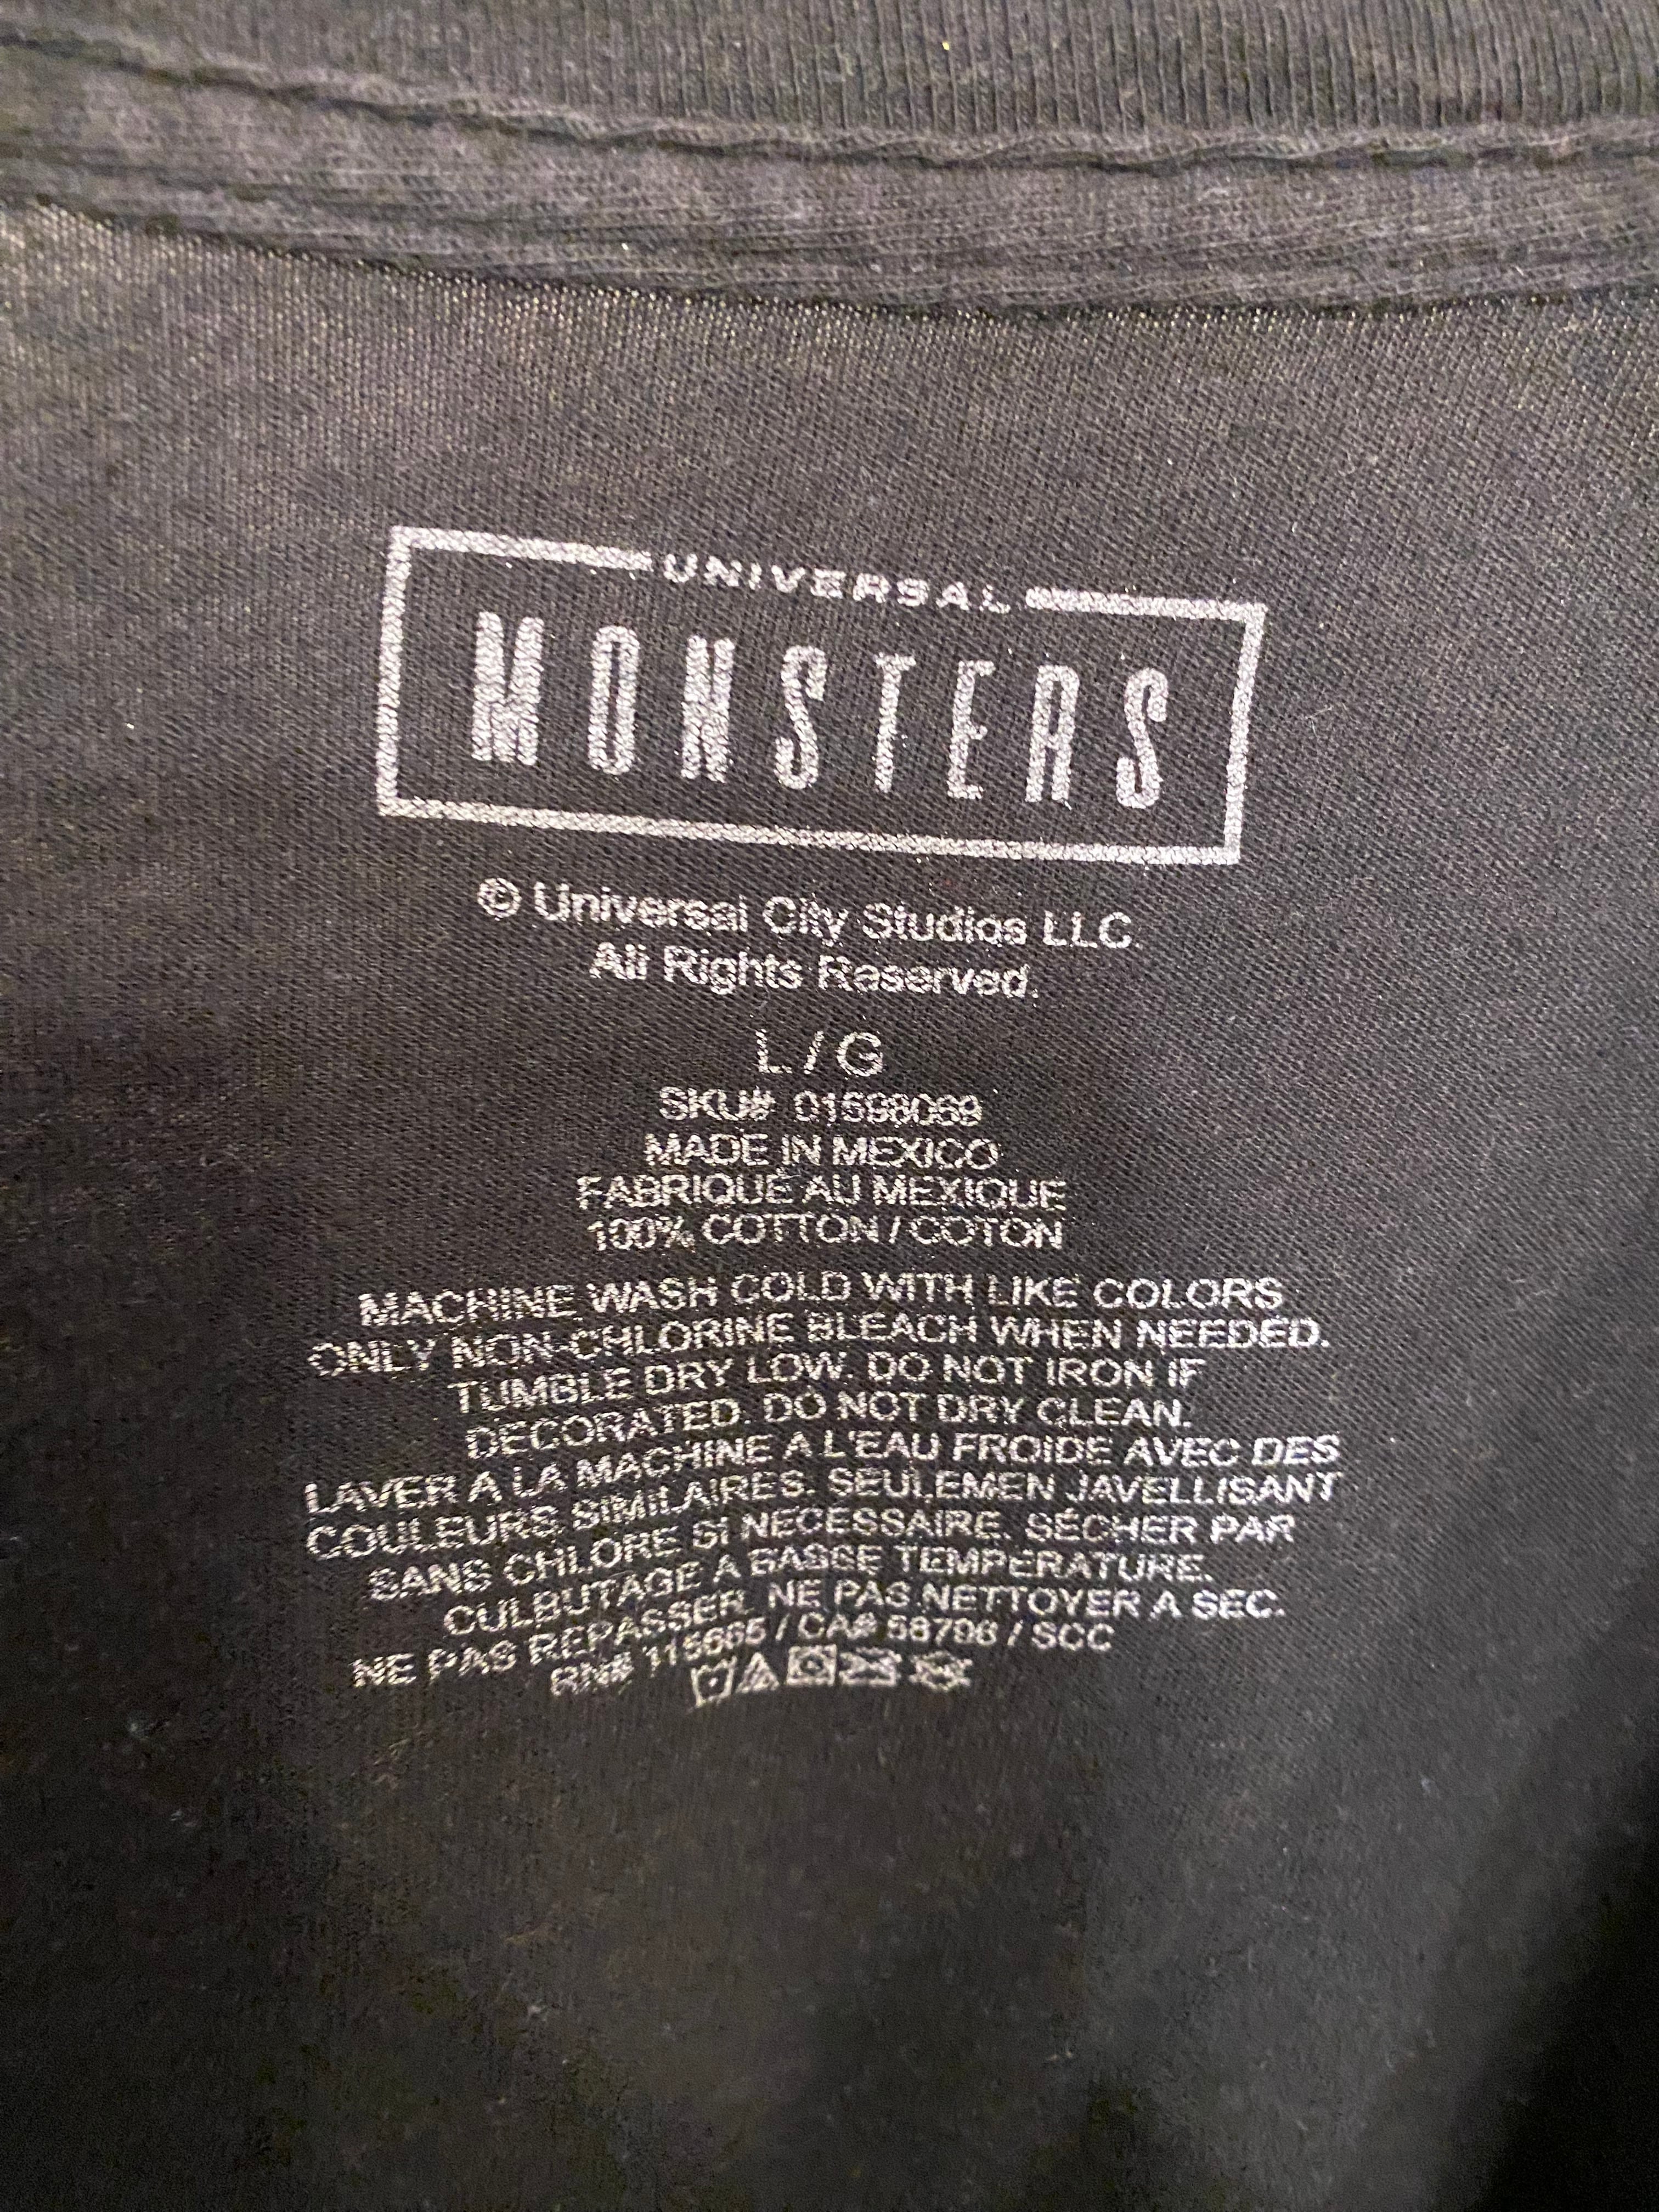 UNIVERSAL
MONSTERS
© Universal City Studios LLC.
All Rights Reserved.
L / G
SKU# 01598069
MADE IN MEXICO
FABRIQUE AU MEXIQUE
100% COTTON / COTON
MACHINE WASH COLD WITH LIKE COLORS
ONLY NON-CHLORINE BLEACH WHEN NEEDED.
TUMBLE DRY LOW. DO NOT IRON IF
DECORATED. DO NOT DRY CLEAN.
LAVER A LA MACHINE A L'EAU FROIDE AVEC DES
COULEURS SIMILAIRES. SEULEMEN JAVELLISANT
SANS CHLORE SI NECESSAIRE. SÉCHER PAR
CULBUTAGE A BASSE TEMPERATURE.
NE PAS REPASSER. NE PAS NETTOYER A SEC.
RN# 115665 / CA# 58706 / SCC